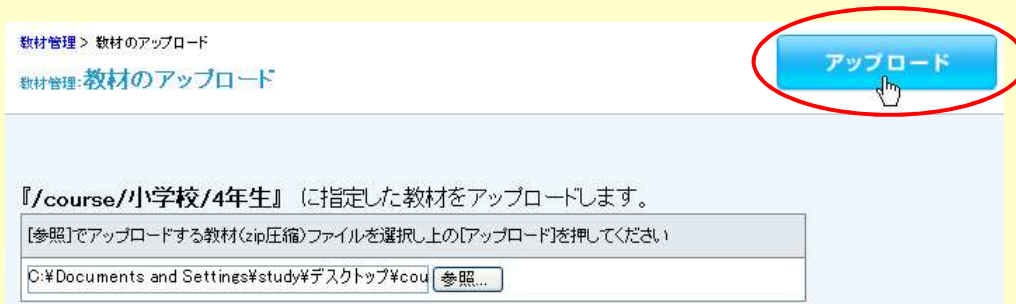 教材管理 > 教材のアップロード
教材管理:教材のアップロード
アップロード
『/course/小学校/4年生』 に指定した教材をアップロードします。
[参照]でアップロードする教材(zip圧縮)ファイルを選択し上の[アップロード]を押してください
C:¥Documents and Settings¥study¥デスクトップ¥cou 参照...